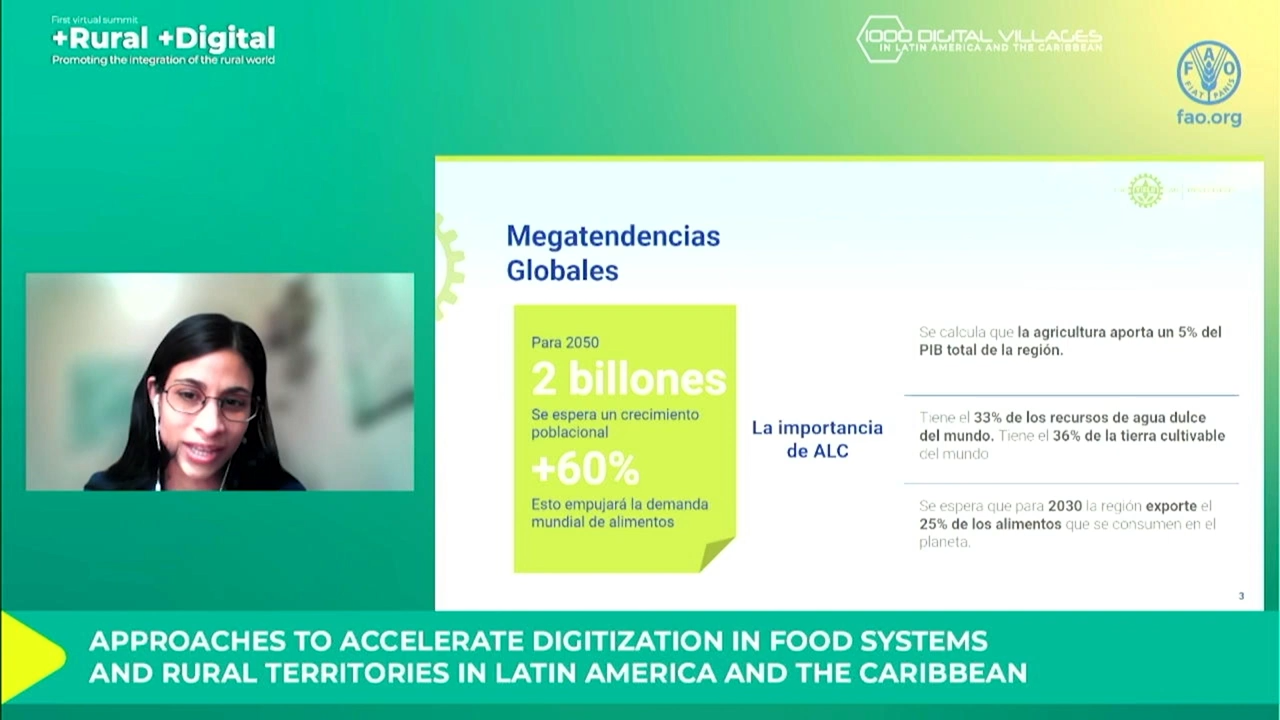 First virtual summit
+Rural +Digital
Promoting the integration of the rural world
1000 DIGITAL VILLAGES
IN LATIN AMERICA AND THE CARIBBEAN
F A O
FIAT PANIS
fao.org
Megatendencias
Globales
Para 2050
2 billones
Se espera un crecimiento
poblacional
+60%
Esto empujará la demanda
mundial de alimentos
La importancia
de ALC
Se calcula que la agricultura aporta un 5% del
PIB total de la región.
Tiene el 33% de los recursos de agua dulce
del mundo. Tiene el 36% de la tierra cultivable
del mundo
Se espera que para 2030 la región exporte el
25% de los alimentos que se consumen en el
planeta.
3
APPROACHES TO ACCELERATE DIGITIZATION IN FOOD SYSTEMS
AND RURAL TERRITORIES IN LATIN AMERICA AND THE CARIBBEAN